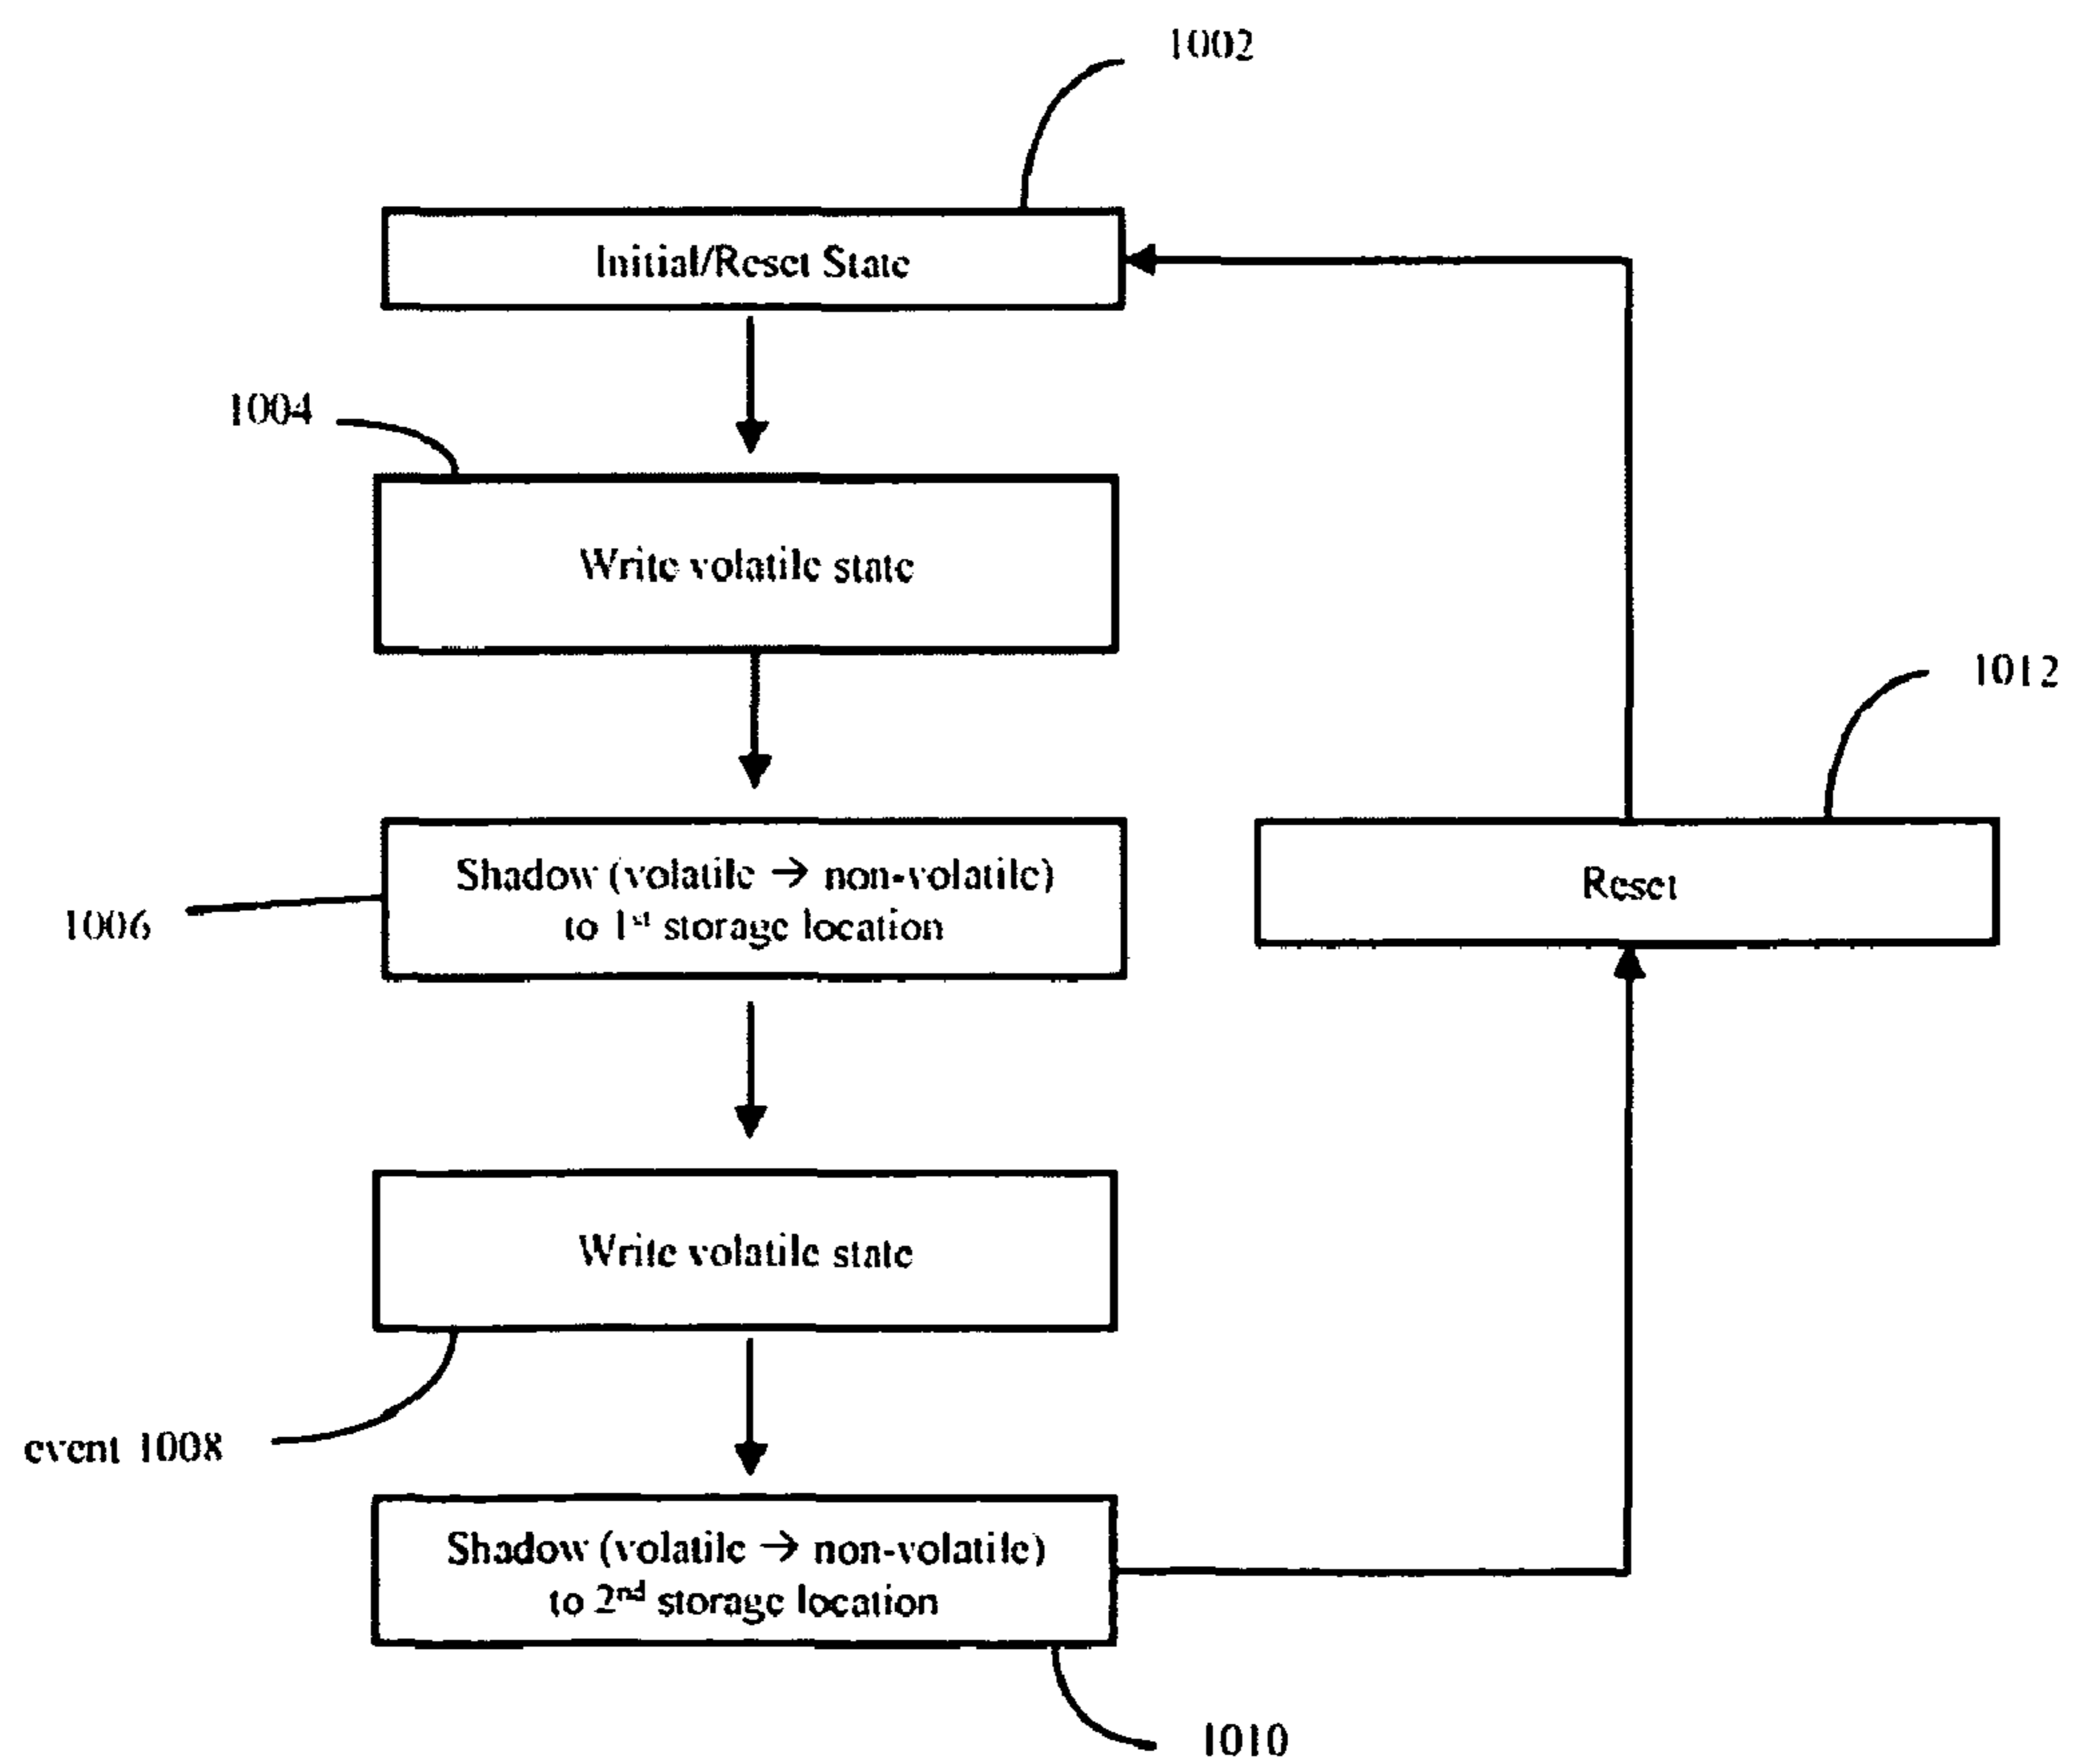 1002
Initial/Reset State
1004
Write volatile state
1012
Shadow (volatile → non-volatile)
to 1st storage location
Reset
1006
Write volatile state
event 1008
Shadow (volatile → non-volatile)
to 2nd storage location
1010